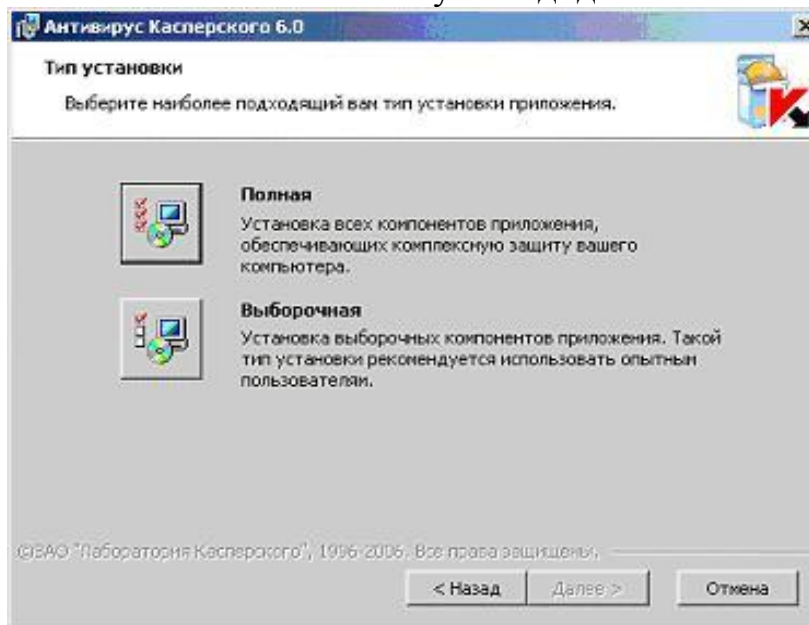 Антивирус Касперского 6.0
Тип установки
Выберите наиболее подходящий вам тип установки приложения.
Полная
Установка всех компонентов приложения,
обеспечивающих комплексную защиту вашего
компьютера.
Выборочная
Установка выборочных компонентов приложения. Такой
тип установки рекомендуется использовать опытным
пользователям.
©ЗАО "Лаборатория Касперского", 1996-2006. Все права защищены.
< Назад Далее > Отмена